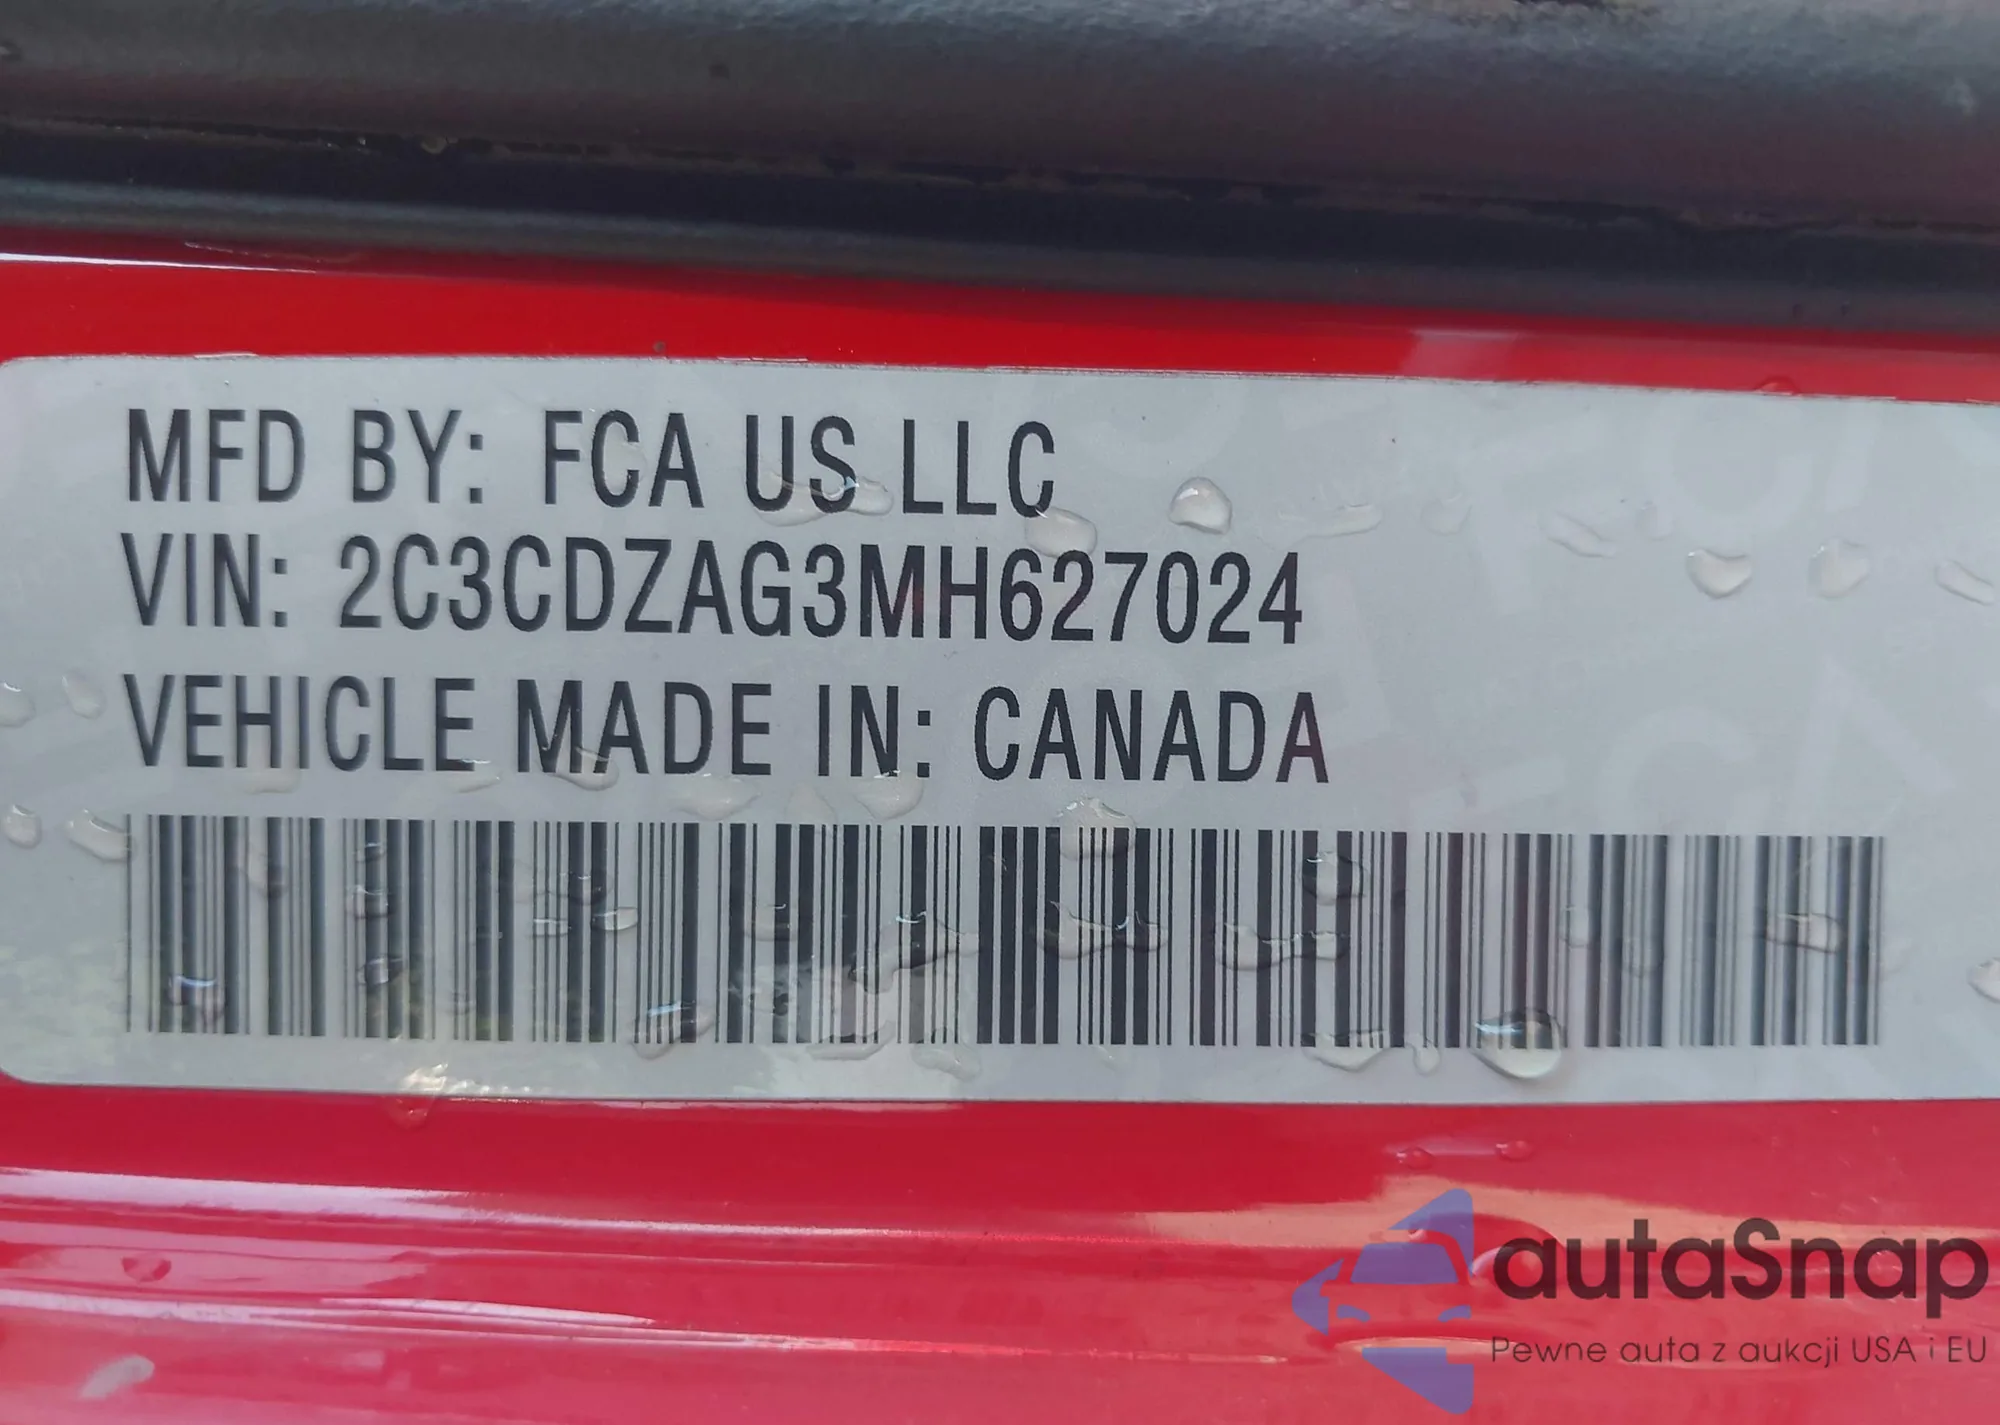 MFD BY: FCA US LLC
VIN: 2C3CDZAG3MH627024
VEHICLE MADE IN: CANADA
autaSnap
Pewne auta z aukcji USA i EU